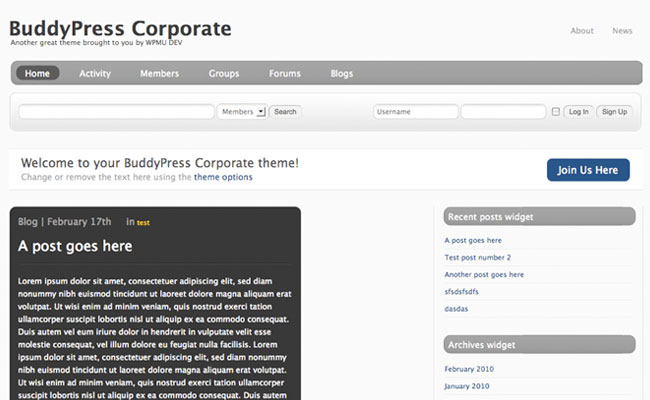 BuddyPress Corporate
Another great theme brought to you by WPMU DEV
About News
Home Activity Members Groups Forums Blogs
Members Search Username Log In Sign Up
Welcome to your BuddyPress Corporate theme!
Change or remove the text here using the theme options
Join Us Here
Blog | February 17th in test
A post goes here
Lorem ipsum dolor sit amet, consectetuer adipiscing elit, sed diam
nonummy nibh euismod tincidunt ut laoreet dolore magna aliquam erat
volutpat. Ut wisi enim ad minim veniam, quis nostrud exerci tation
ullamcorper suscipit lobortis nisl ut aliquip ex ea commodo consequat.
Duis autem vel eum iriure dolor in hendrerit in vulputate velit esse
molestie consequat, vel illum dolore eu feugiat nulla facilisis. Lorem
ipsum dolor sit amet, consectetuer adipiscing elit, sed diam nonummy
nibh euismod tincidunt ut laoreet dolore magna aliquam erat volutpat.
Ut wisi enim ad minim veniam, quis nostrud exerci tation ullamcorper
suscipit lobortis nisl ut aliquip ex ea commodo consequat. Duis autem
Recent posts widget
A post goes here
Test post number 2
Another post goes here
sfsdsfsdfs
dasdas
Archives widget
February 2010
January 2010